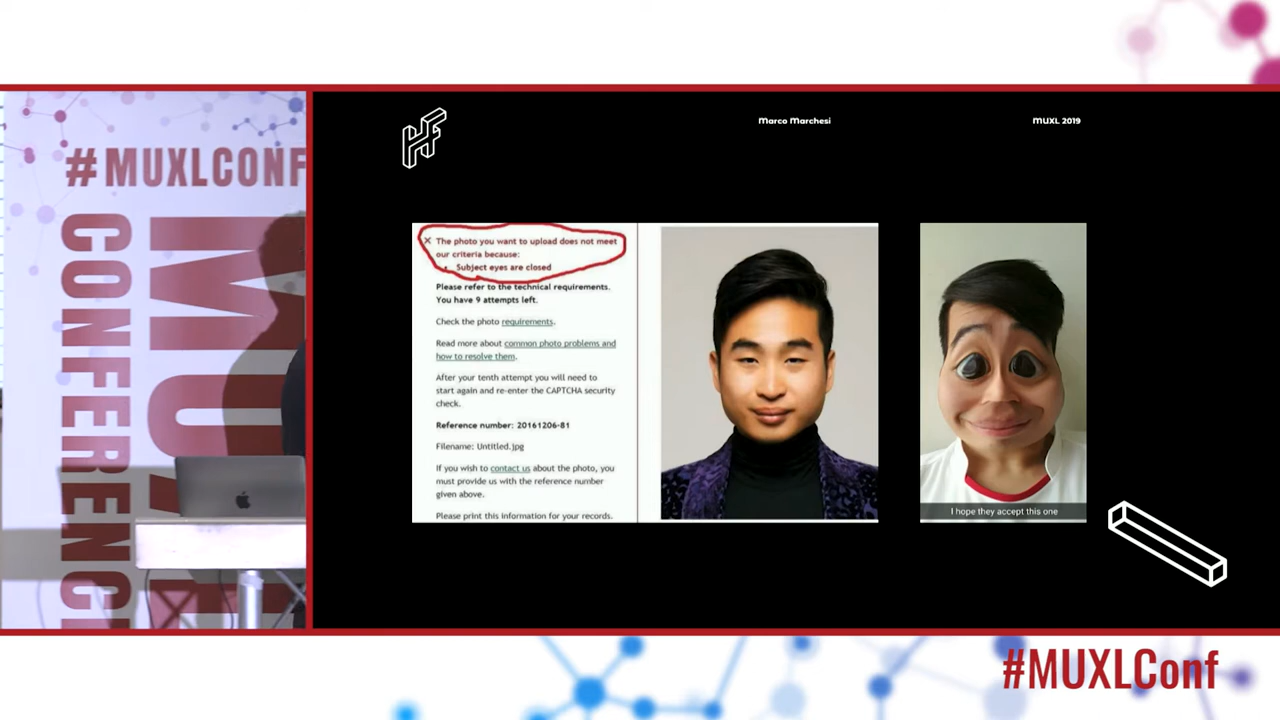 #MUXLCONF
CONFERENC
MUX
HF
Marco Marchesi
MUXL 2019
The photo you want to upload does not meet
our criteria because:
• Subject eyes are closed
Please refer to the technical requirements.
You have 9 attempts left.
Check the photo requirements.
Read more about common photo problems and
how to resolve them.
After your tenth attempt you will need to
start again and re-enter the CAPTCHA security
check.
Reference number: 20161206-81
Filename: Untitled.jpg
If you wish to contact us about the photo, you
must provide us with the reference number
given above.
Please print this information for your records.
I hope they accept this one
#MUXLConf